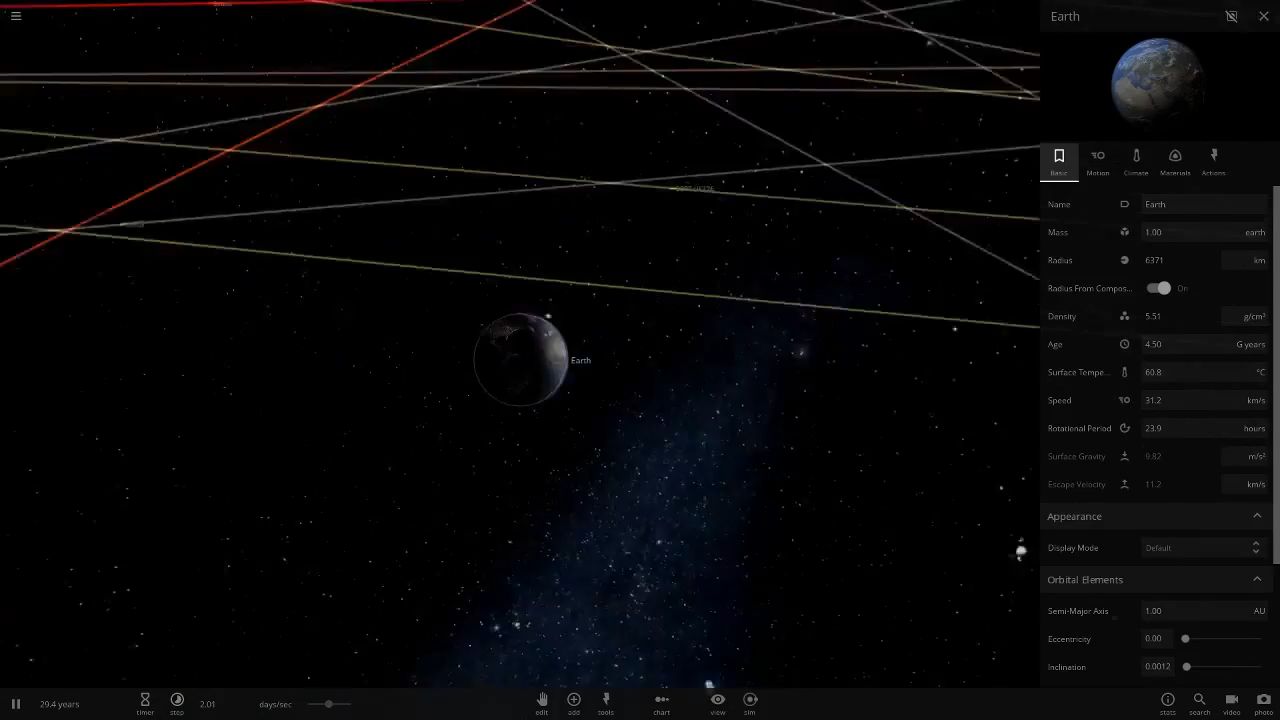 Earth
Basic
Motion
Climate
Materials
Actions
Name Earth
Mass 1.00 earth
Radius 6371 km
Radius From Compos... On
Density 5.51 g/cm³
Age 4.50 G years
Surface Tempe... 60.8 °C
Speed 31.2 km/s
Rotational Period 23.9 hours
Surface Gravity 9.82 m/s²
Escape Velocity 11.2 km/s
Appearance
Display Mode Default
Orbital Elements
Semi-Major Axis 1.00 AU
Eccentricity 0.00
Inclination 0.0012
Earth
29.4 years
timer
step
2.01 days/sec
edit
add
tools
chart
view
sim
stats
search
video
photo